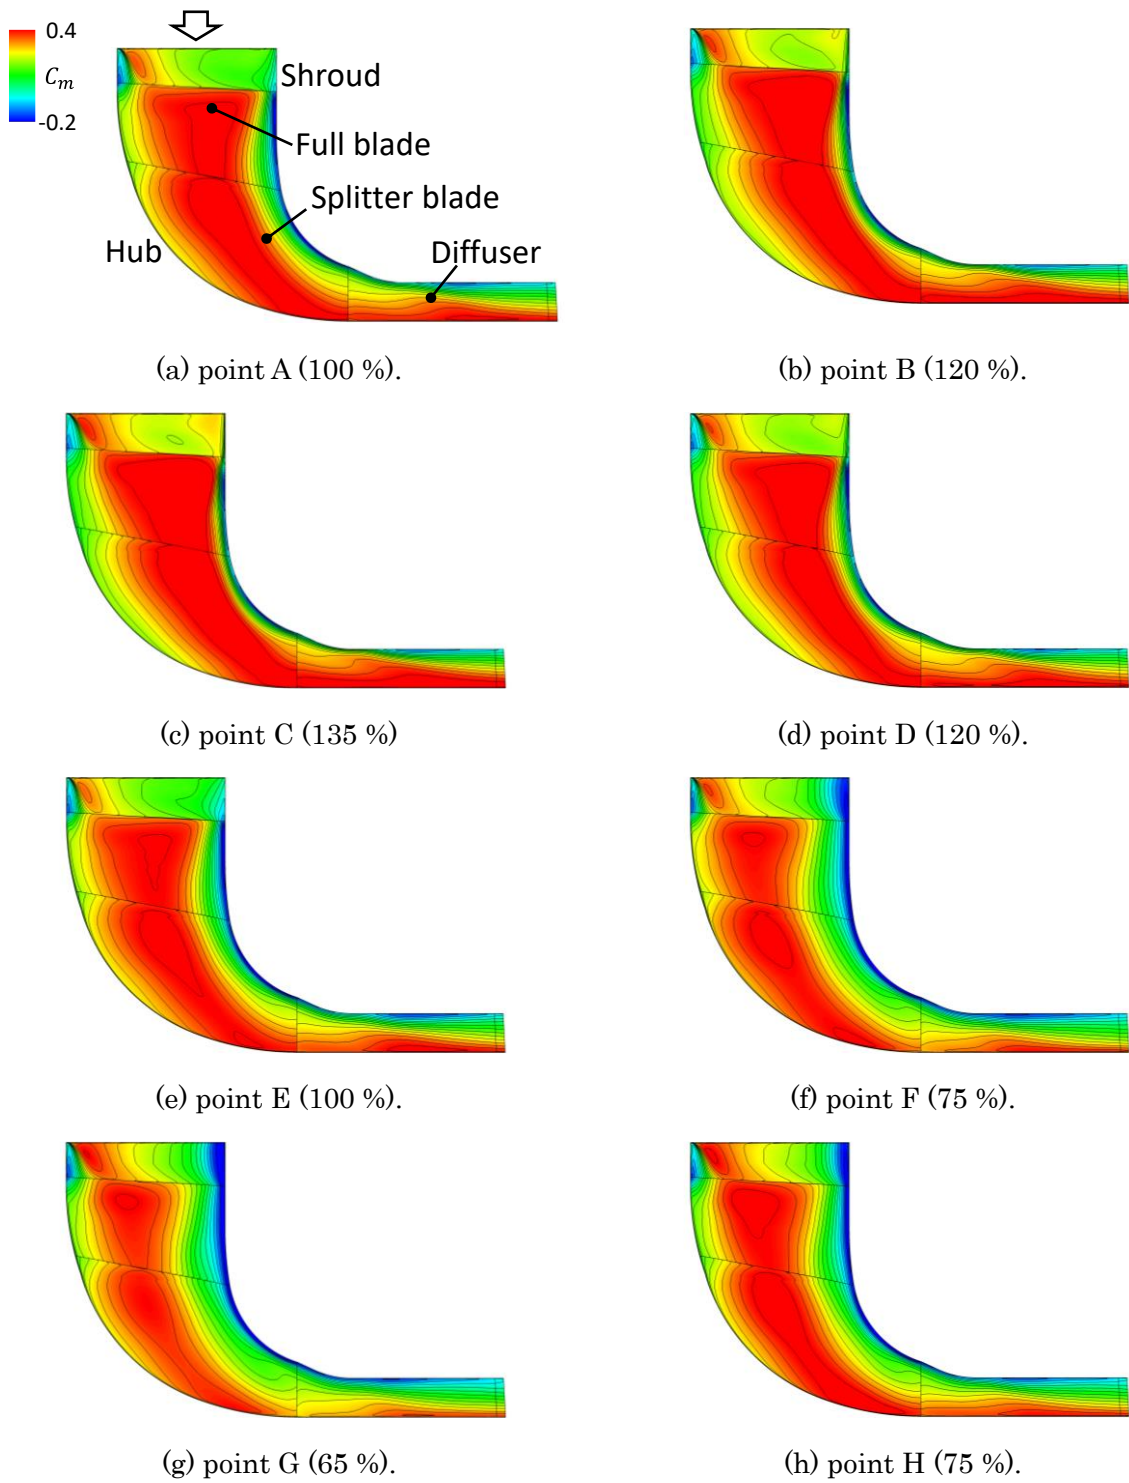 0.4
C_m
-0.2
Shroud
Full blade
Splitter blade
Hub
Diffuser
(a) point A (100 %).
(b) point B (120 %).
(c) point C (135 %)
(d) point D (120 %).
(e) point E (100 %).
(f) point F (75 %).
(g) point G (65 %).
(h) point H (75 %).